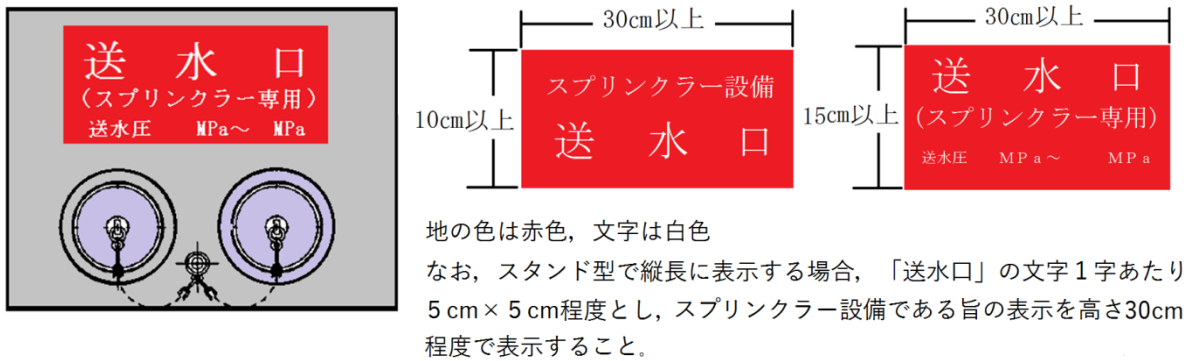 送 水 口
（スプリンクラー専用）
送水圧　　MPa～　MPa
30cm以上
10cm以上
スプリンクラー設備
送 水 口
30cm以上
15cm以上
送 水 口
（スプリンクラー専用）
送水圧　　MPa～　　MPa
地の色は赤色，文字は白色
なお，スタンド型で縦長に表示する場合，「送水口」の文字１字あたり
５cm×５cm程度とし，スプリンクラー設備である旨の表示を高さ30cm
程度で表示すること。